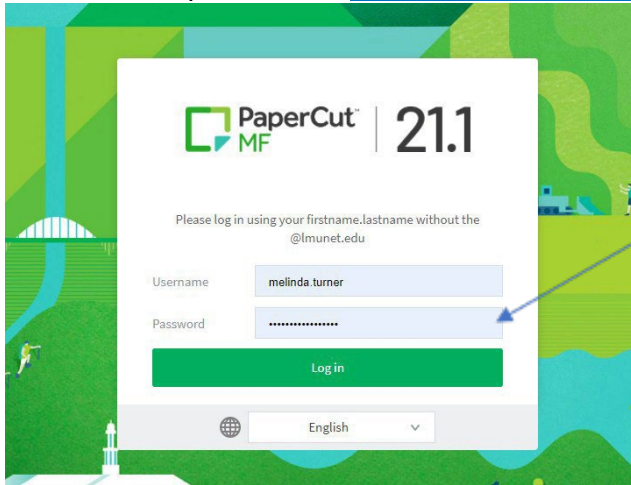 PaperCut™ | 21.1
MF
Please log in using your firstname.lastname without the
@lmunet.edu
Username melinda.turner
Password •••••••••••••••••
Log in
English